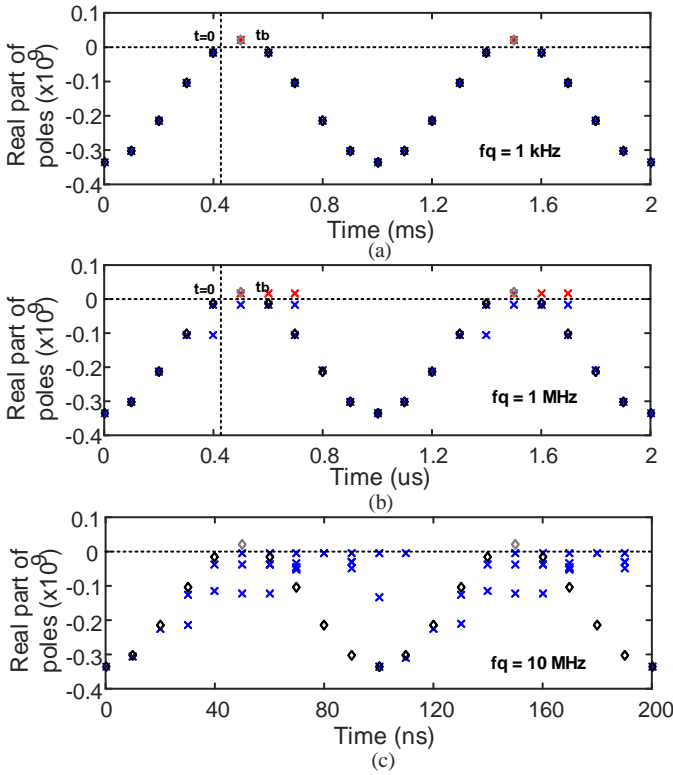 0.1
t=0
tb
0
-0.1
-0.2
-0.3
-0.4
Real part of
poles (x10^9)
fq = 1 kHz
0 0.4 0.8 1.2 1.6 2
Time (ms)
(a)
0.1
t=0
tb
0
-0.1
-0.2
-0.3
-0.4
Real part of
poles (x10^9)
fq = 1 MHz
0 0.4 0.8 1.2 1.6 2
Time (us)
(b)
0.1
0
-0.1
-0.2
-0.3
-0.4
Real part of
poles (x10^9)
fq = 10 MHz
0 40 80 120 160 200
Time (ns)
(c)